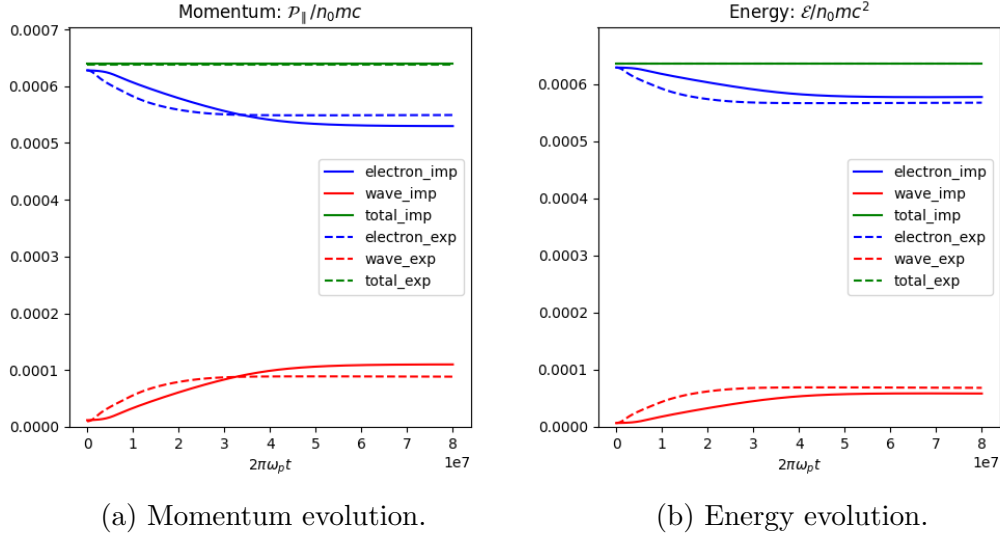 Momentum: 𝒫∥/n₀mc
0.0007
0.0006
0.0005
0.0004
0.0003
0.0002
0.0001
0.0000
electron_imp
wave_imp
total_imp
electron_exp
wave_exp
total_exp
0 1 2 3 4 5 6 7 8
1e7
2πωₚt
(a) Momentum evolution.
Energy: ℰ/n₀mc²
0.0006
0.0005
0.0004
0.0003
0.0002
0.0001
0.0000
electron_imp
wave_imp
total_imp
electron_exp
wave_exp
total_exp
0 1 2 3 4 5 6 7 8
1e7
2πωₚt
(b) Energy evolution.